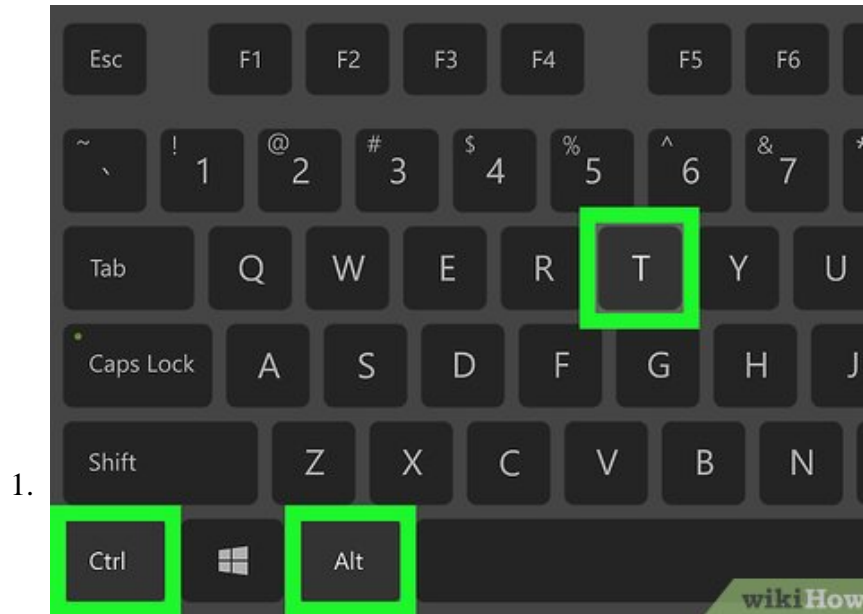 Esc F1 F2 F3 F4 F5 F6
~ ` ! 1 @ 2 # 3 $ 4 % 5 ^ 6 & 7 *
Tab Q W E R T Y U
Caps Lock A S D F G H J
Shift Z X C V B N
1.
Ctrl Alt
wikiHow